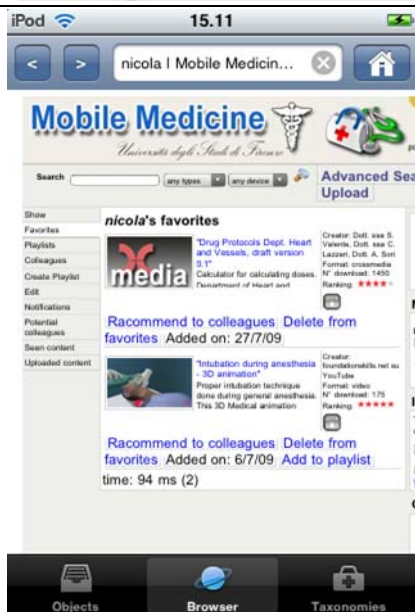 iPod 15.11
< > nicola | Mobile Medicin...
Mobile Medicine
Università degli Studi di Firenze
Search any types any device Advanced Sea
Upload
Show
Favorites
Playlists
Colleagues
Create Playlist
Edit
Notifications
Potential
colleagues
Seen content
Uploaded content
nicola's favorites
media
"Drug Protocols Dept. Heart
and Vessels, draft version
0.1"
Calculator for calculating doses.
Department of Heart and
Creator: Dott. ssa S.
Valente, Dott. ssa C.
Lazzeri, Dott. A. Sori
Format: crossmedia
N° download: 1450
Ranking: ★★★★★
Racommend to colleagues Delete from
favorites Added on: 27/7/09
"Intubation during anesthesia
- 3D animation"
Proper intubation technique
done during general anesthesia.
This 3D Medical animation
Creator:
foundationskills.net su
YouTube
Format: video
N° download: 175
Ranking: ★★★★★
Racommend to colleagues Delete from
favorites Added on: 6/7/09 Add to playlist
time: 94 ms (2)
Objects Browser Taxonomies